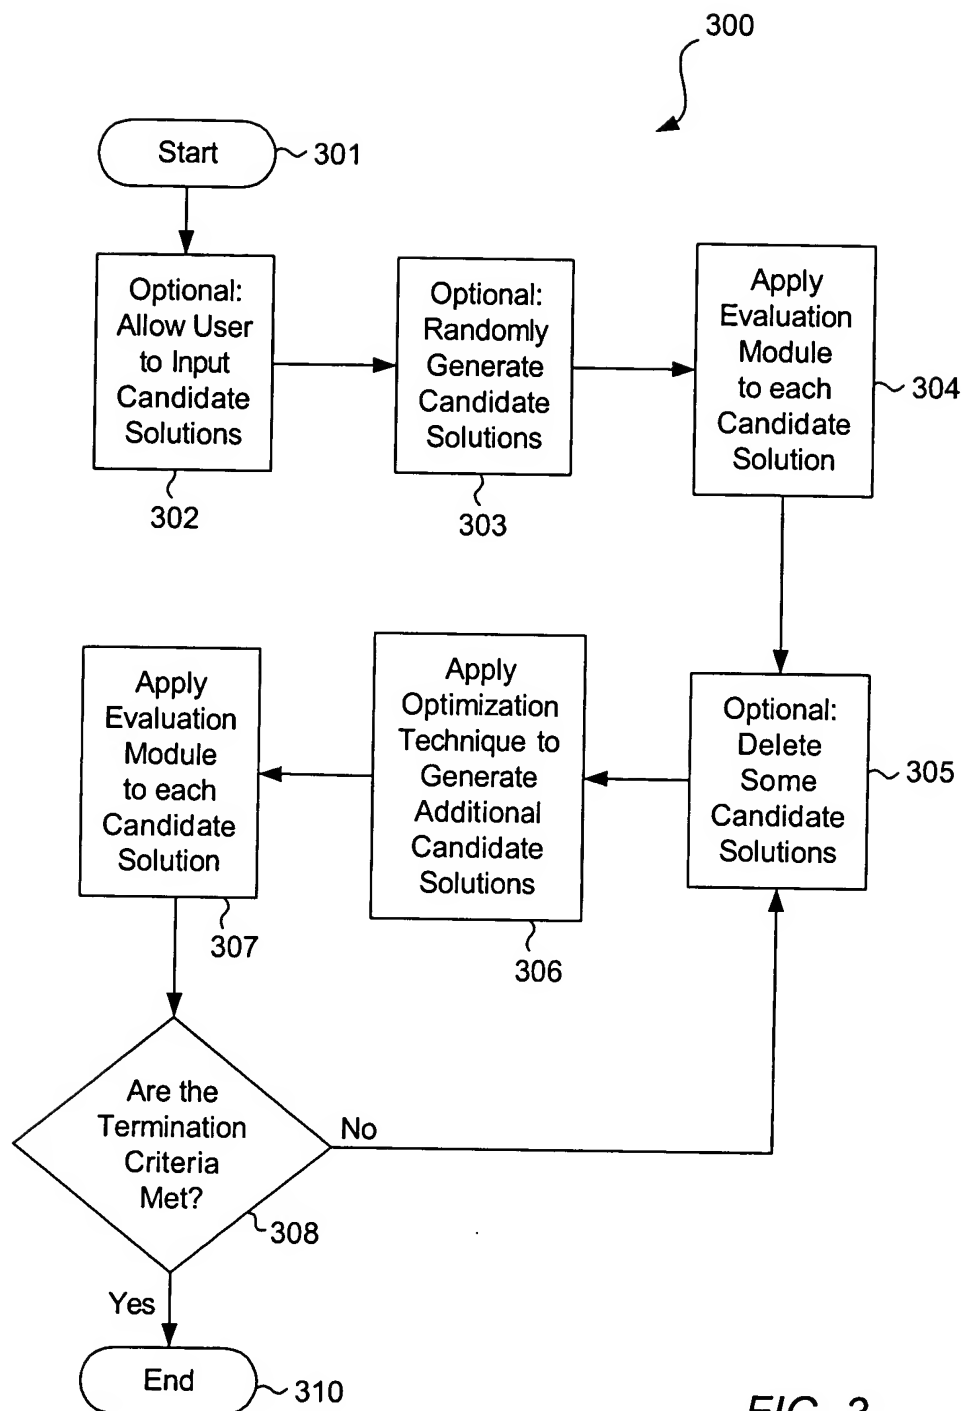 300
Start
301
Optional:
Allow User
to Input
Candidate
Solutions
302
Optional:
Randomly
Generate
Candidate
Solutions
303
Apply
Evaluation
Module
to each
Candidate
Solution
304
Optional:
Delete
Some
Candidate
Solutions
305
Apply
Optimization
Technique to
Generate
Additional
Candidate
Solutions
306
Apply
Evaluation
Module
to each
Candidate
Solution
307
Are the
Termination
Criteria
Met?
308
No
Yes
End
310
FIG.